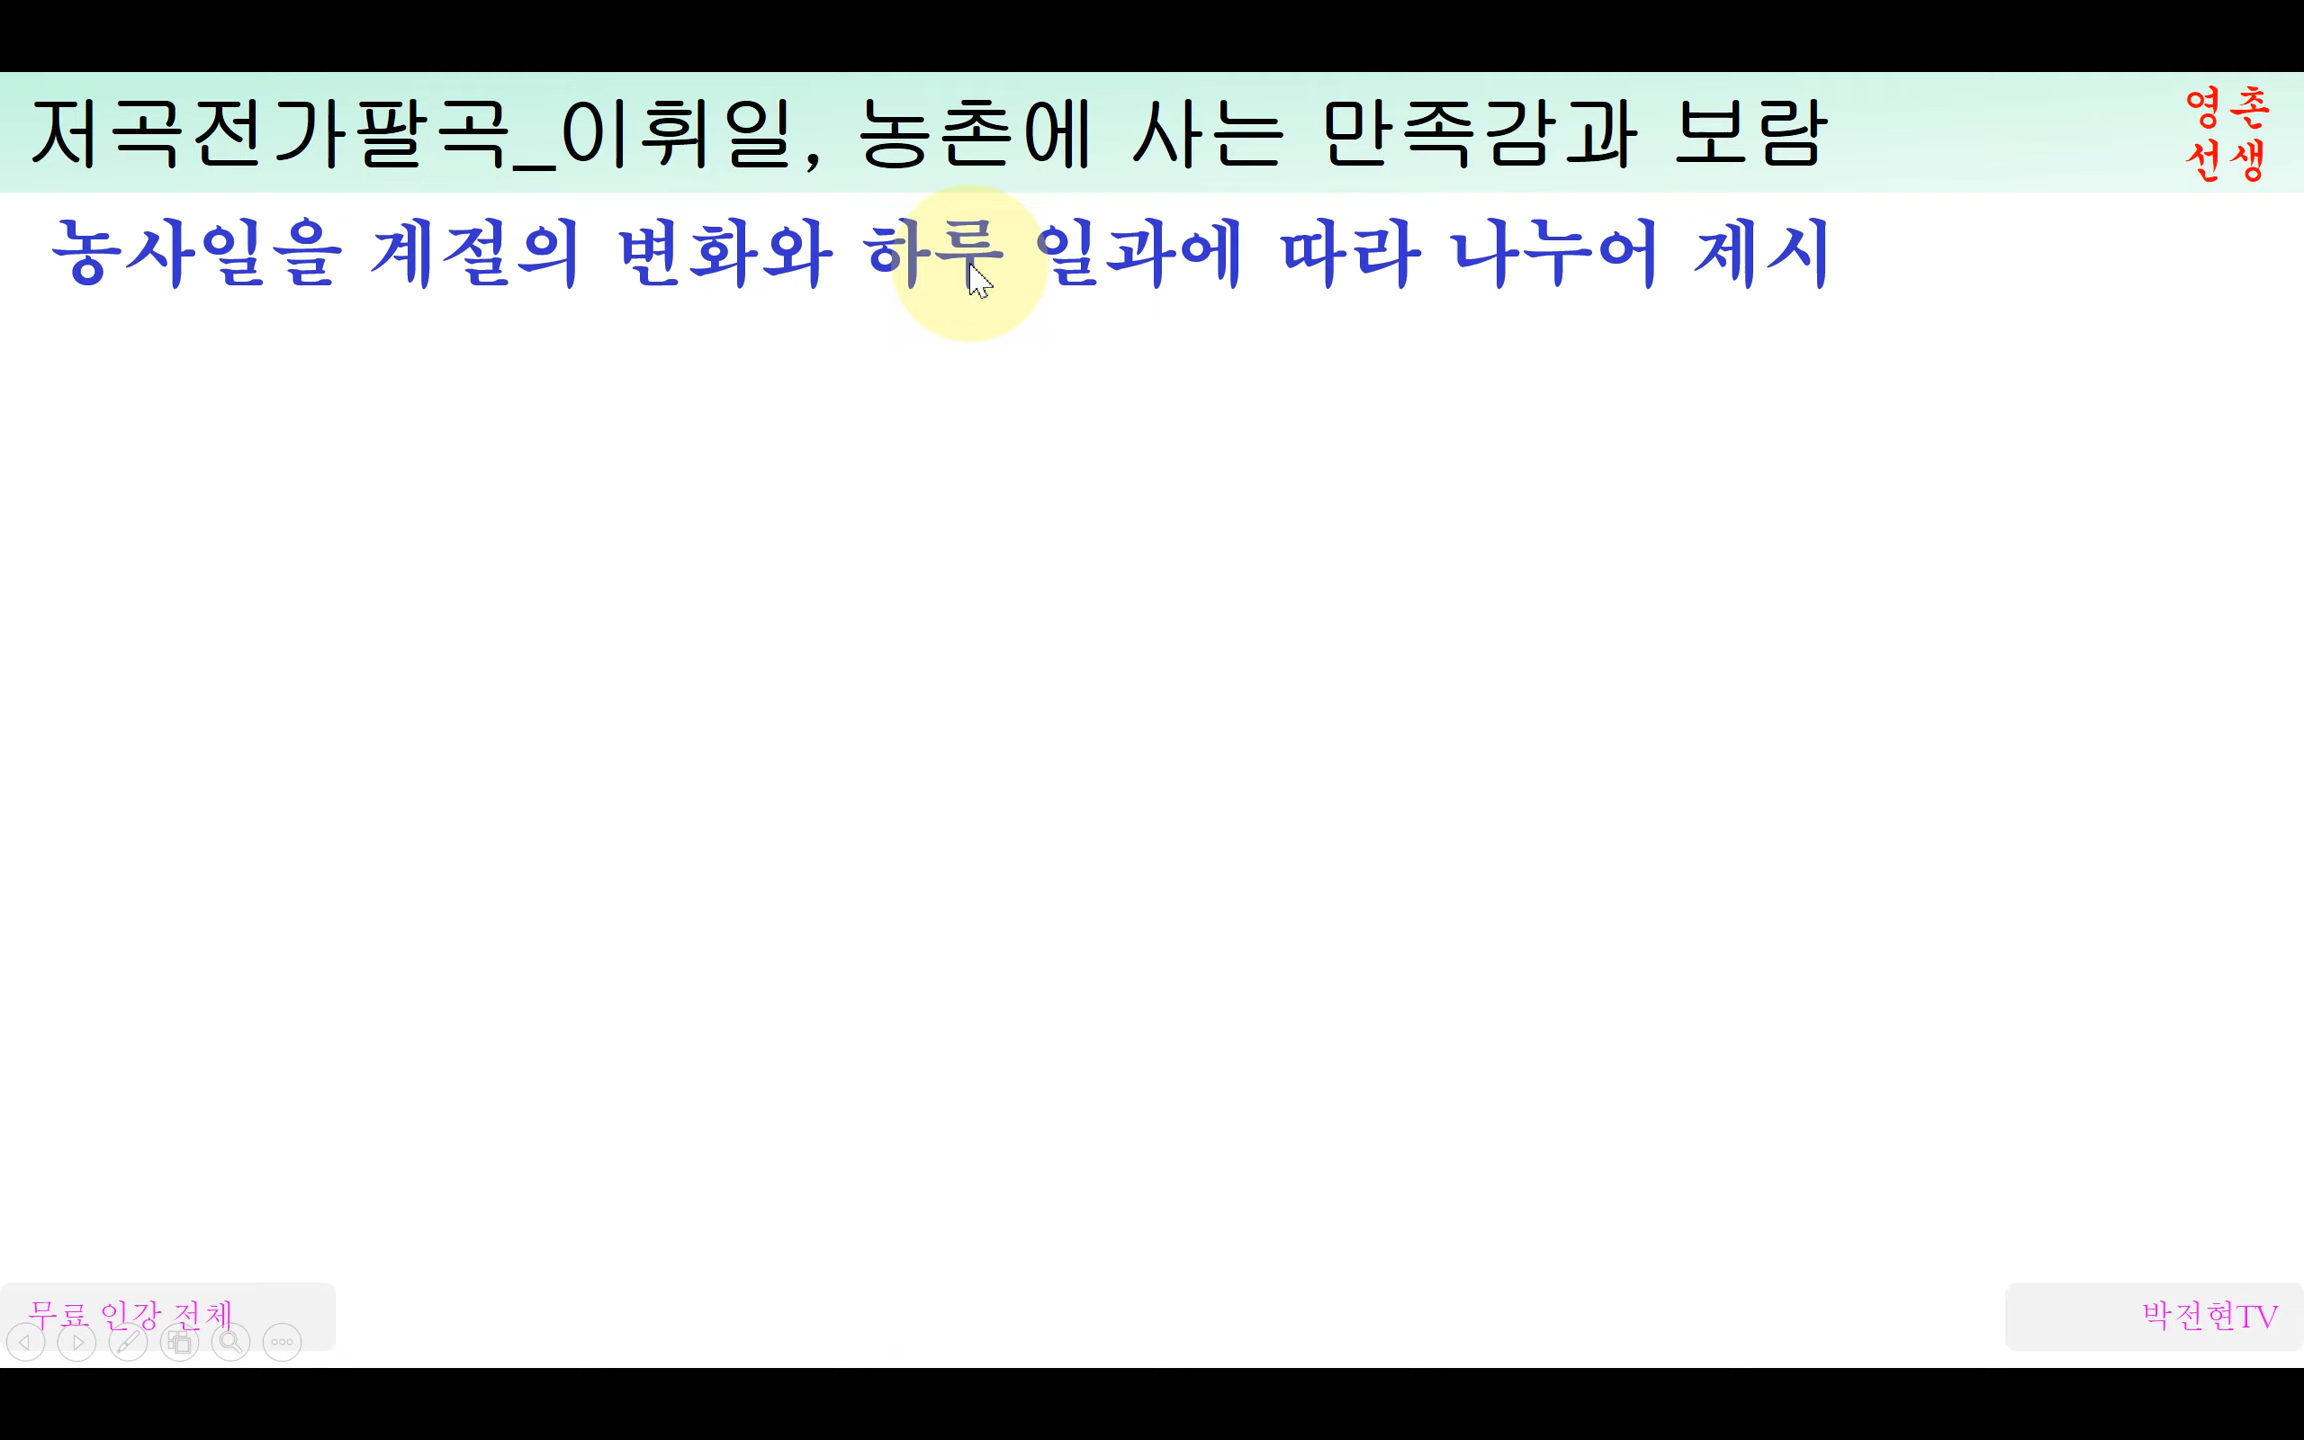 저곡전가팔곡_이휘일, 농촌에 사는 만족감과 보람
영촌
선생
농사일을 계절의 변화와 하루 일과에 따라 나누어 제시
무료 인강 전체
박전현TV